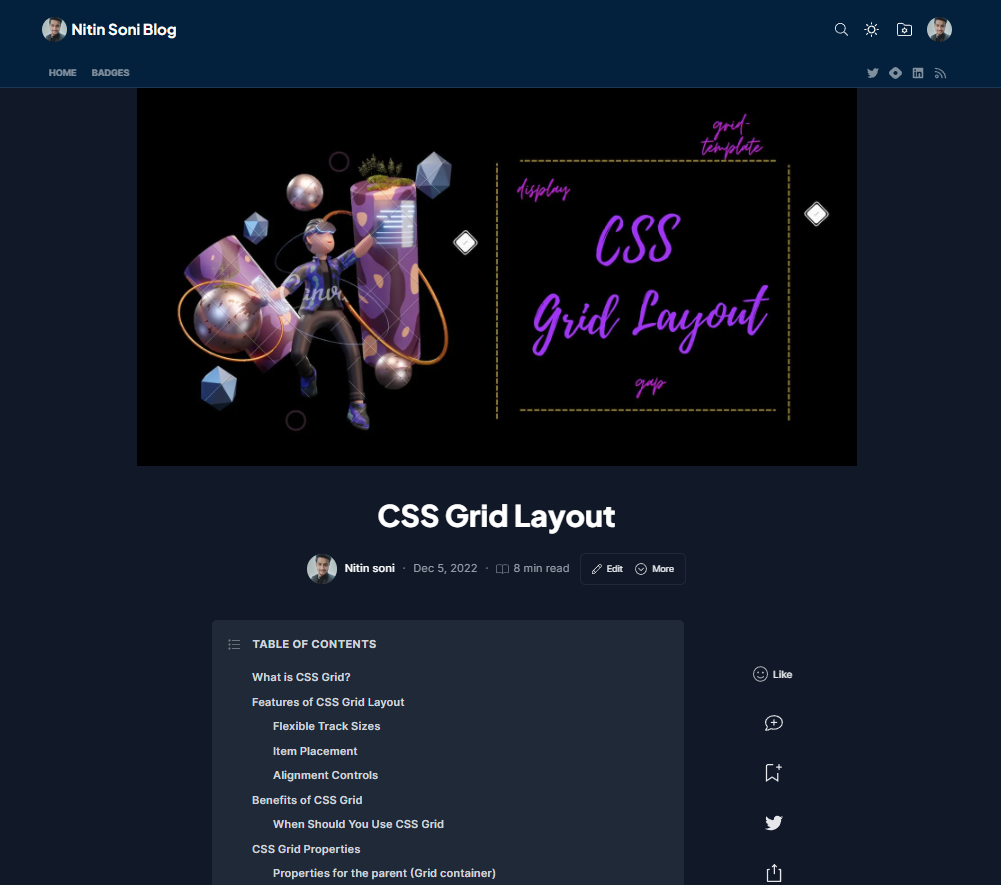 Nitin Soni Blog
HOME BADGES
grid-
template
display
CSS
Grid Layout
gap
Canva
CSS Grid Layout
Nitin soni · Dec 5, 2022 · 8 min read Edit More
TABLE OF CONTENTS
What is CSS Grid?
Features of CSS Grid Layout
Flexible Track Sizes
Item Placement
Alignment Controls
Benefits of CSS Grid
When Should You Use CSS Grid
CSS Grid Properties
Properties for the parent (Grid container)
Like